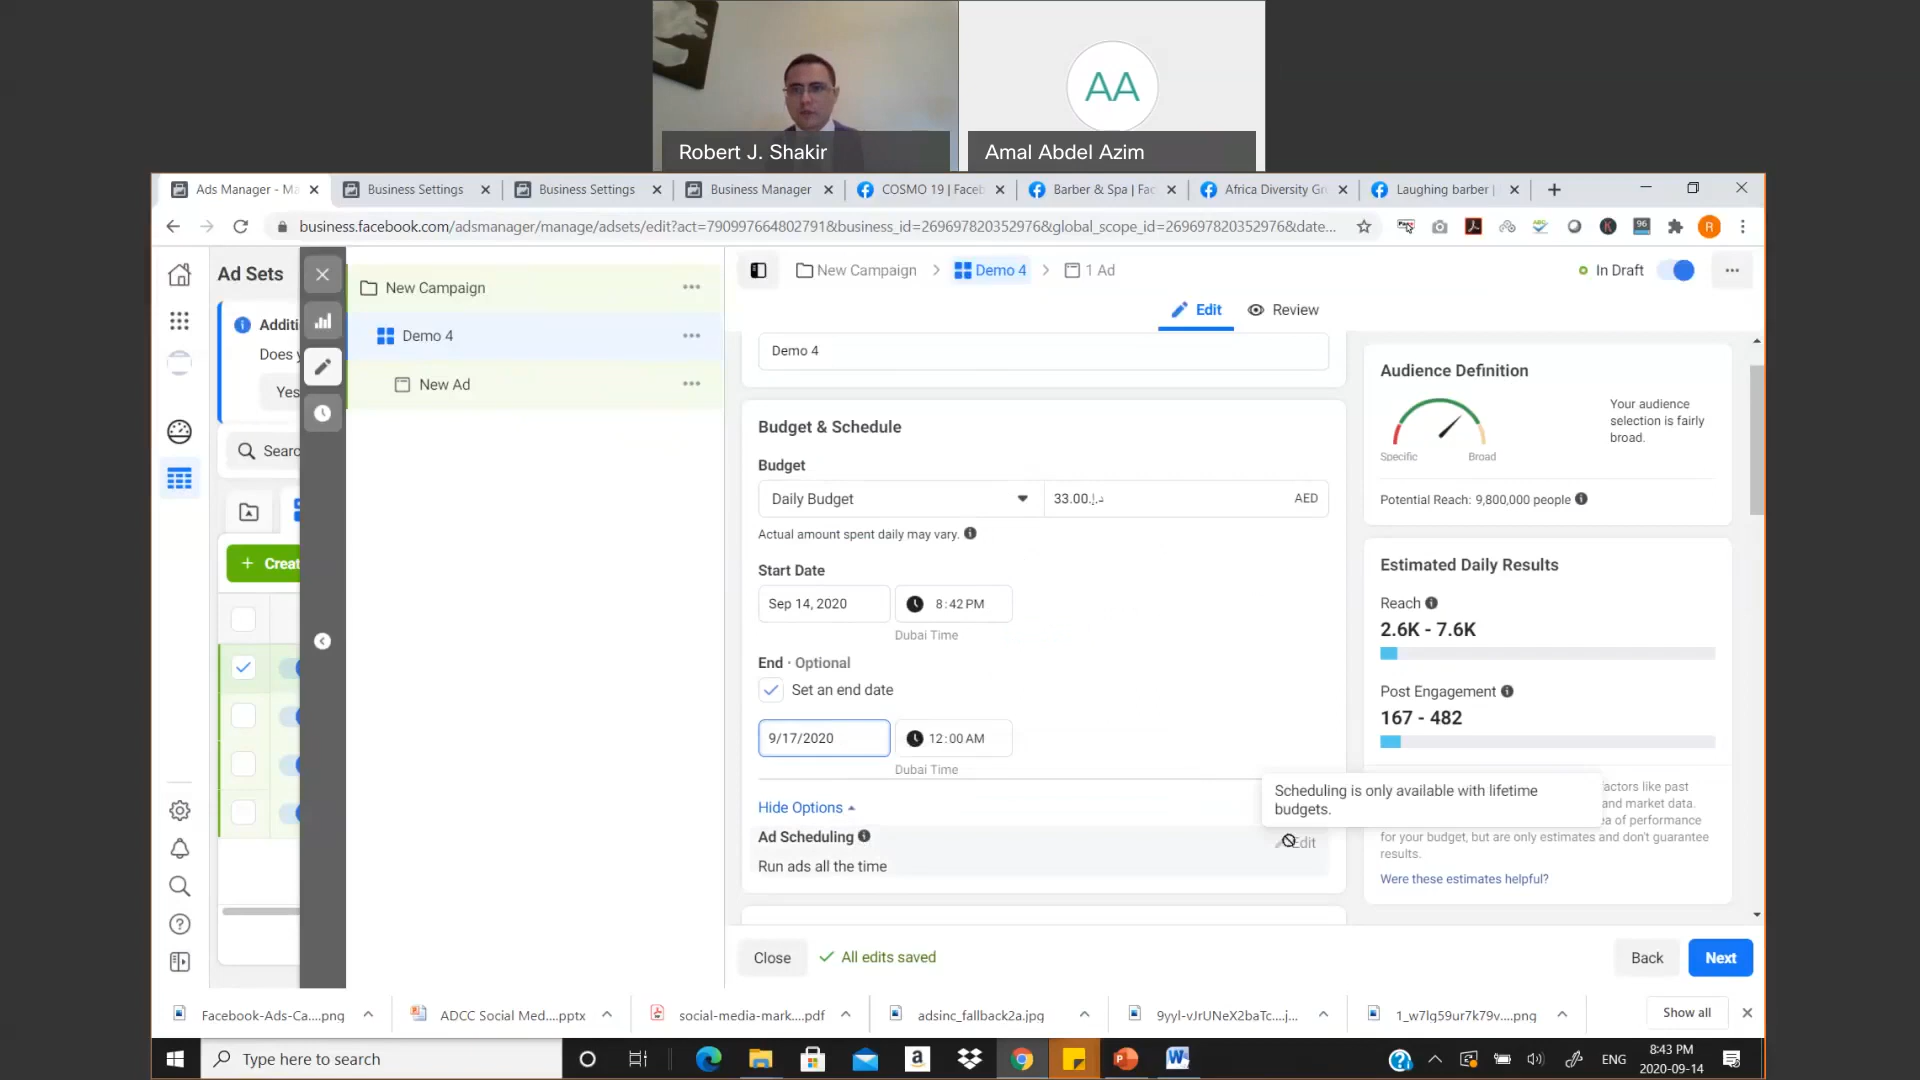 Robert J. Shakir
AA
Amal Abdel Azim
Ads Manager - Ma
Business Settings
Business Settings
Business Manager
COSMO 19 | Faceb
Barber & Spa | Fac
Africa Diversity Gr
Laughing barber |
business.facebook.com/adsmanager/manage/adsets/edit?act=790997664802791&business_id=269697820352976&global_scope_id=269697820352976&date...
96
R
Ad Sets
Additi
Does y
Yes
Searc
Creat
New Campaign
Demo 4
New Ad
New Campaign
Demo 4
1 Ad
In Draft
Edit
Review
Demo 4
Budget & Schedule
Budget
Daily Budget
33.00د.إ.
AED
Actual amount spent daily may vary.
Start Date
Sep 14, 2020
8:42 PM
Dubai Time
End · Optional
Set an end date
9/17/2020
12:00 AM
Dubai Time
Hide Options
Ad Scheduling
Edit
Run ads all the time
Scheduling is only available with lifetime
budgets.
Audience Definition
Your audience
selection is fairly
broad.
Specific
Broad
Potential Reach: 9,800,000 people
Estimated Daily Results
Reach
2.6K - 7.6K
Post Engagement
167 - 482
factors like past
and market data.
ea of performance
for your budget, but are only estimates and don't guarantee
results.
Were these estimates helpful?
Close
All edits saved
Back
Next
Facebook-Ads-Ca....png
ADCC Social Med....pptx
social-media-mark....pdf
adsinc_fallback2a.jpg
9yyl-vJrUNeX2baTc....j...
1_w7lg59ur7k79v....png
Show all
Type here to search
ENG
8:43 PM
2020-09-14